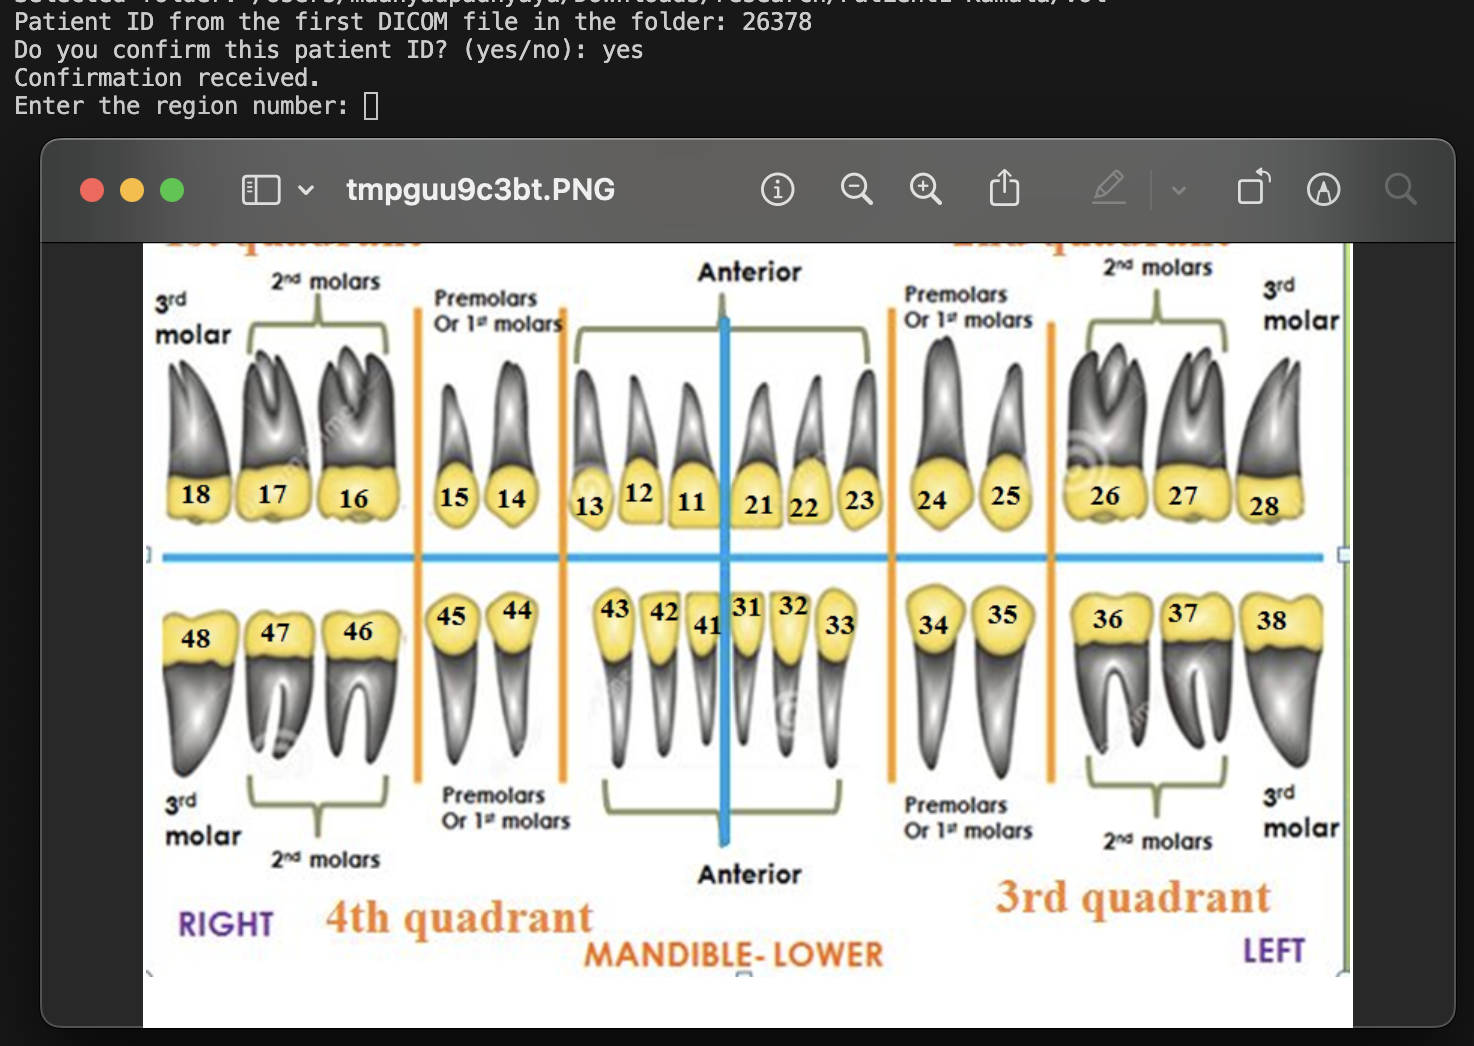 Patient ID from the first DICOM file in the folder: 26378
Do you confirm this patient ID? (yes/no): yes
Confirmation received.
Enter the region number:
tmpguu9c3bt.PNG
1st quadrant
2nd quadrant
2nd molars
Anterior
2nd molars
3rd
molar
Premolars
Or 1st molars
Premolars
Or 1st molars
3rd
molar
18 17 16 15 14 13 12 11 21 22 23 24 25 26 27 28
48 47 46 45 44 43 42 41 31 32 33 34 35 36 37 38
3rd
molar
2nd molars
Premolars
Or 1st molars
Anterior
Premolars
Or 1st molars
2nd molars
3rd
molar
RIGHT
4th quadrant
MANDIBLE- LOWER
3rd quadrant
LEFT